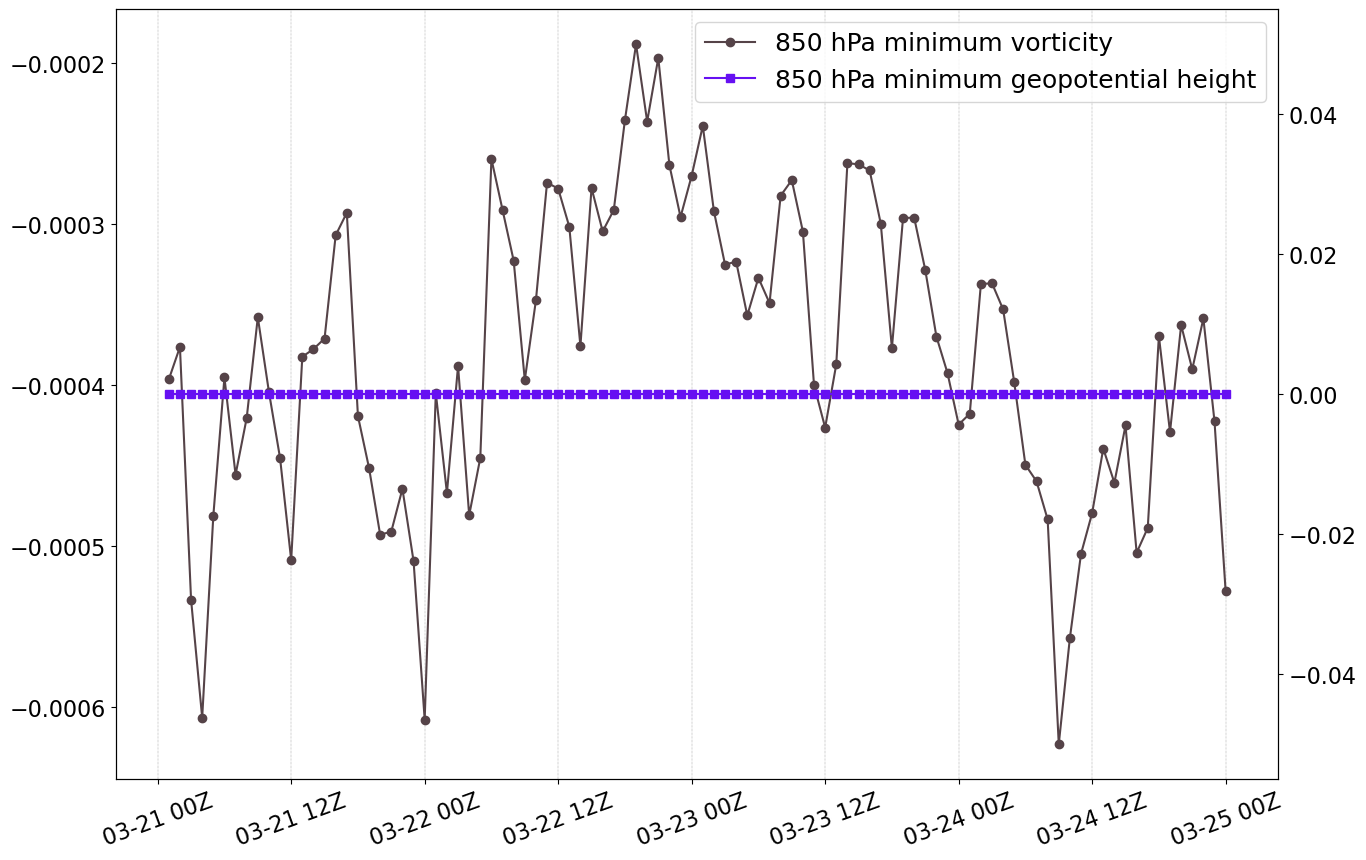 850 hPa minimum vorticity
850 hPa minimum geopotential height
−0.0002
−0.0003
−0.0004
−0.0005
−0.0006
0.04
0.02
0.00
−0.02
−0.04
03-21 00Z
03-21 12Z
03-22 00Z
03-22 12Z
03-23 00Z
03-23 12Z
03-24 00Z
03-24 12Z
03-25 00Z